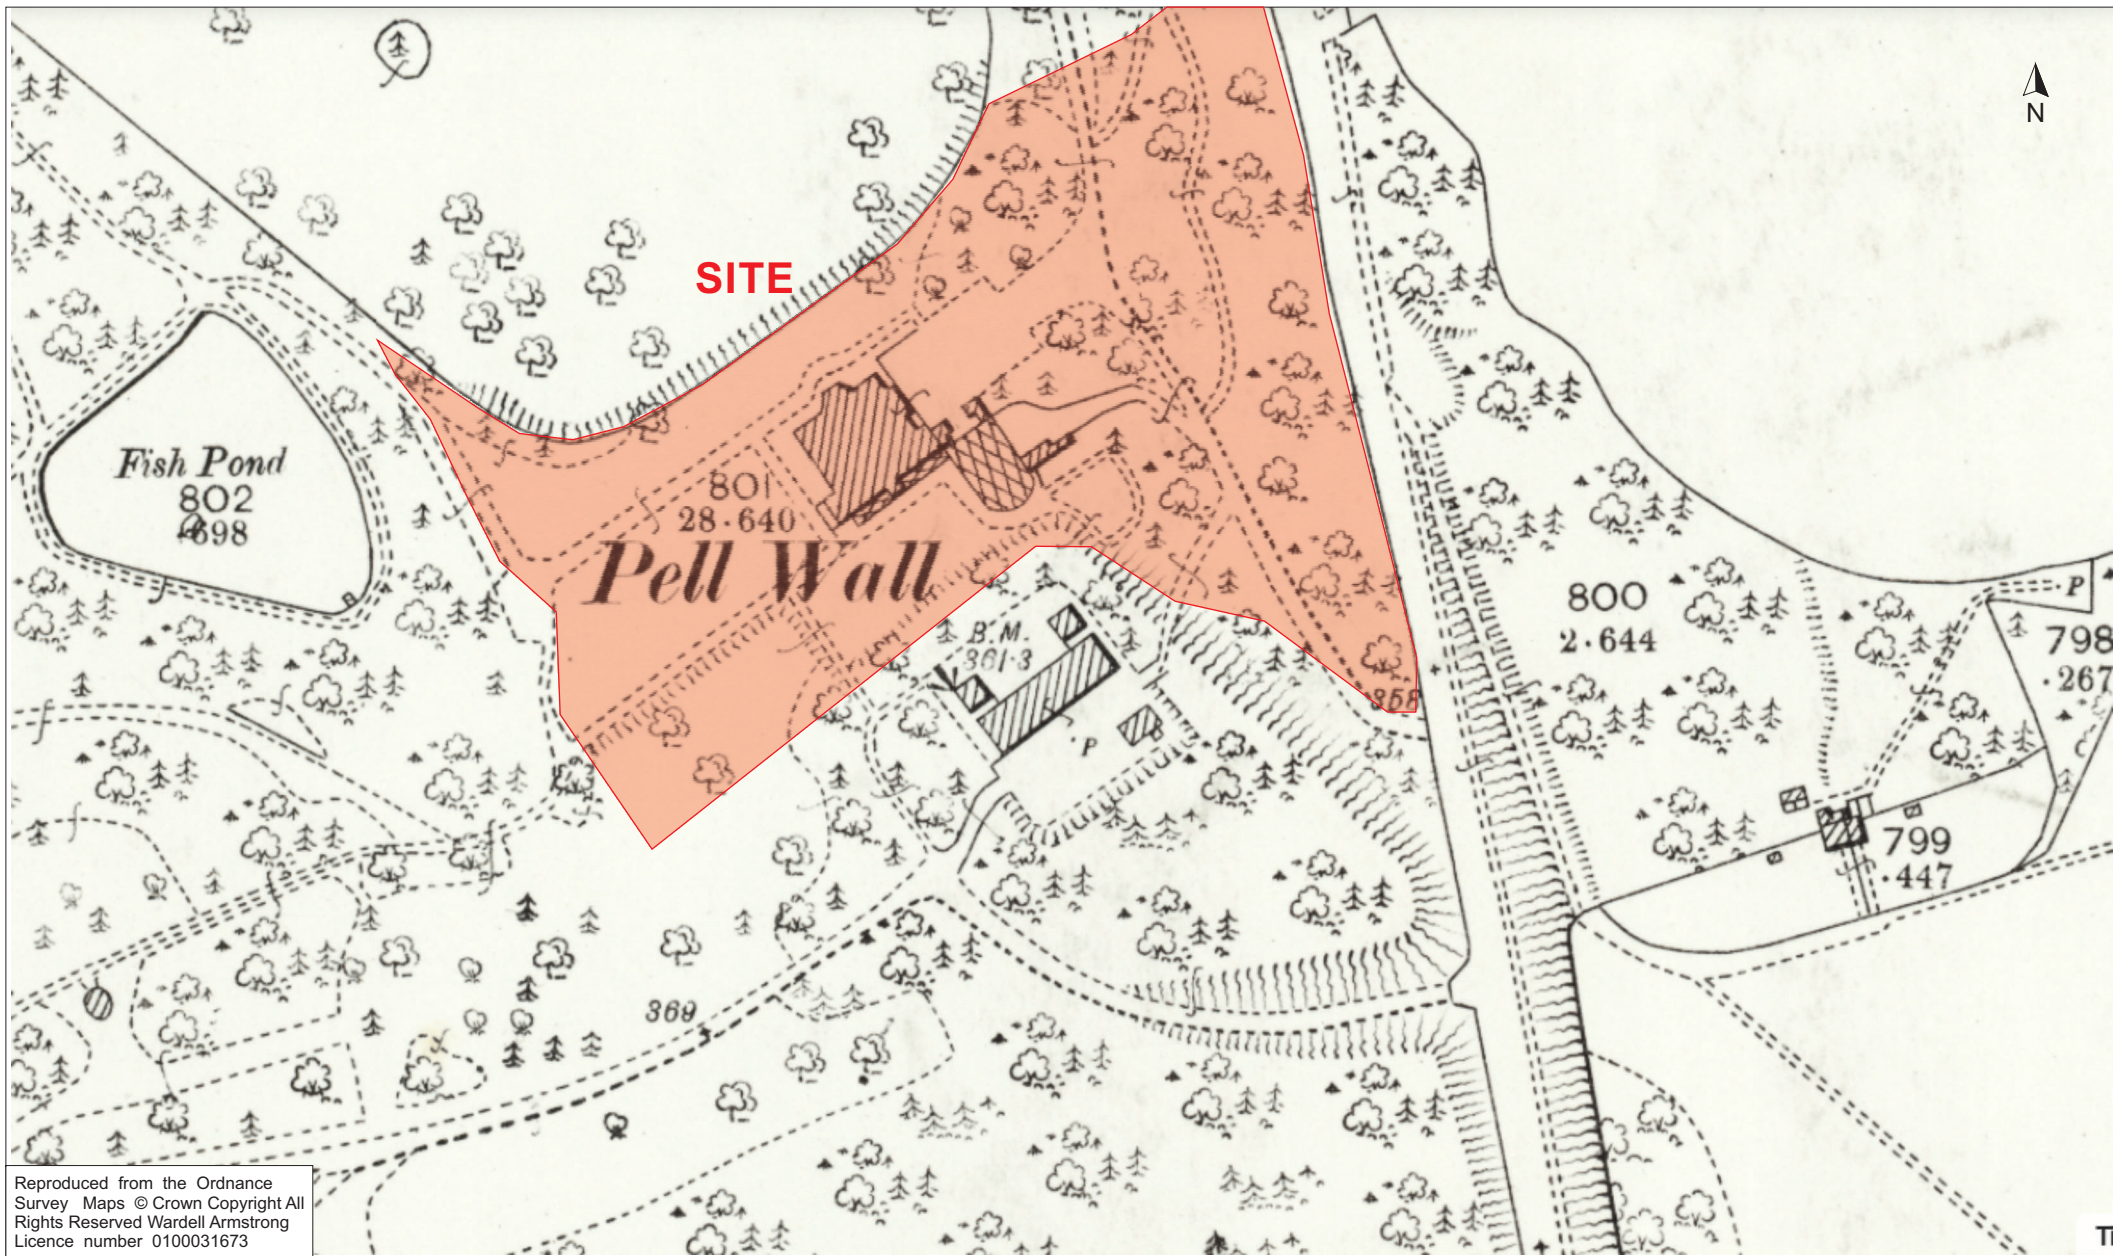 N
SITE
Fish Pond
802
.698
801
28.640
Pell Wall
B.M.
361.3
P
358
800
2.644
P
798
.267
799
.447
369
Reproduced from the Ordnance
Survey Maps © Crown Copyright All
Rights Reserved Wardell Armstrong
Licence number 0100031673